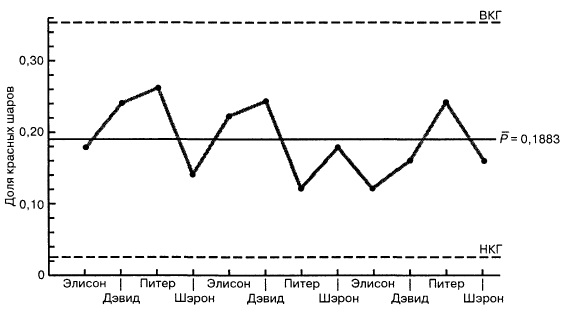 ВКГ
0,30
0,20
0,10
0
Доля красных шаров
P̅ = 0,1883
НКГ
Элисон | Питер | Элисон | Питер | Элисон | Питер |
Дэвид Шэрон Дэвид Шэрон Дэвид Шэрон